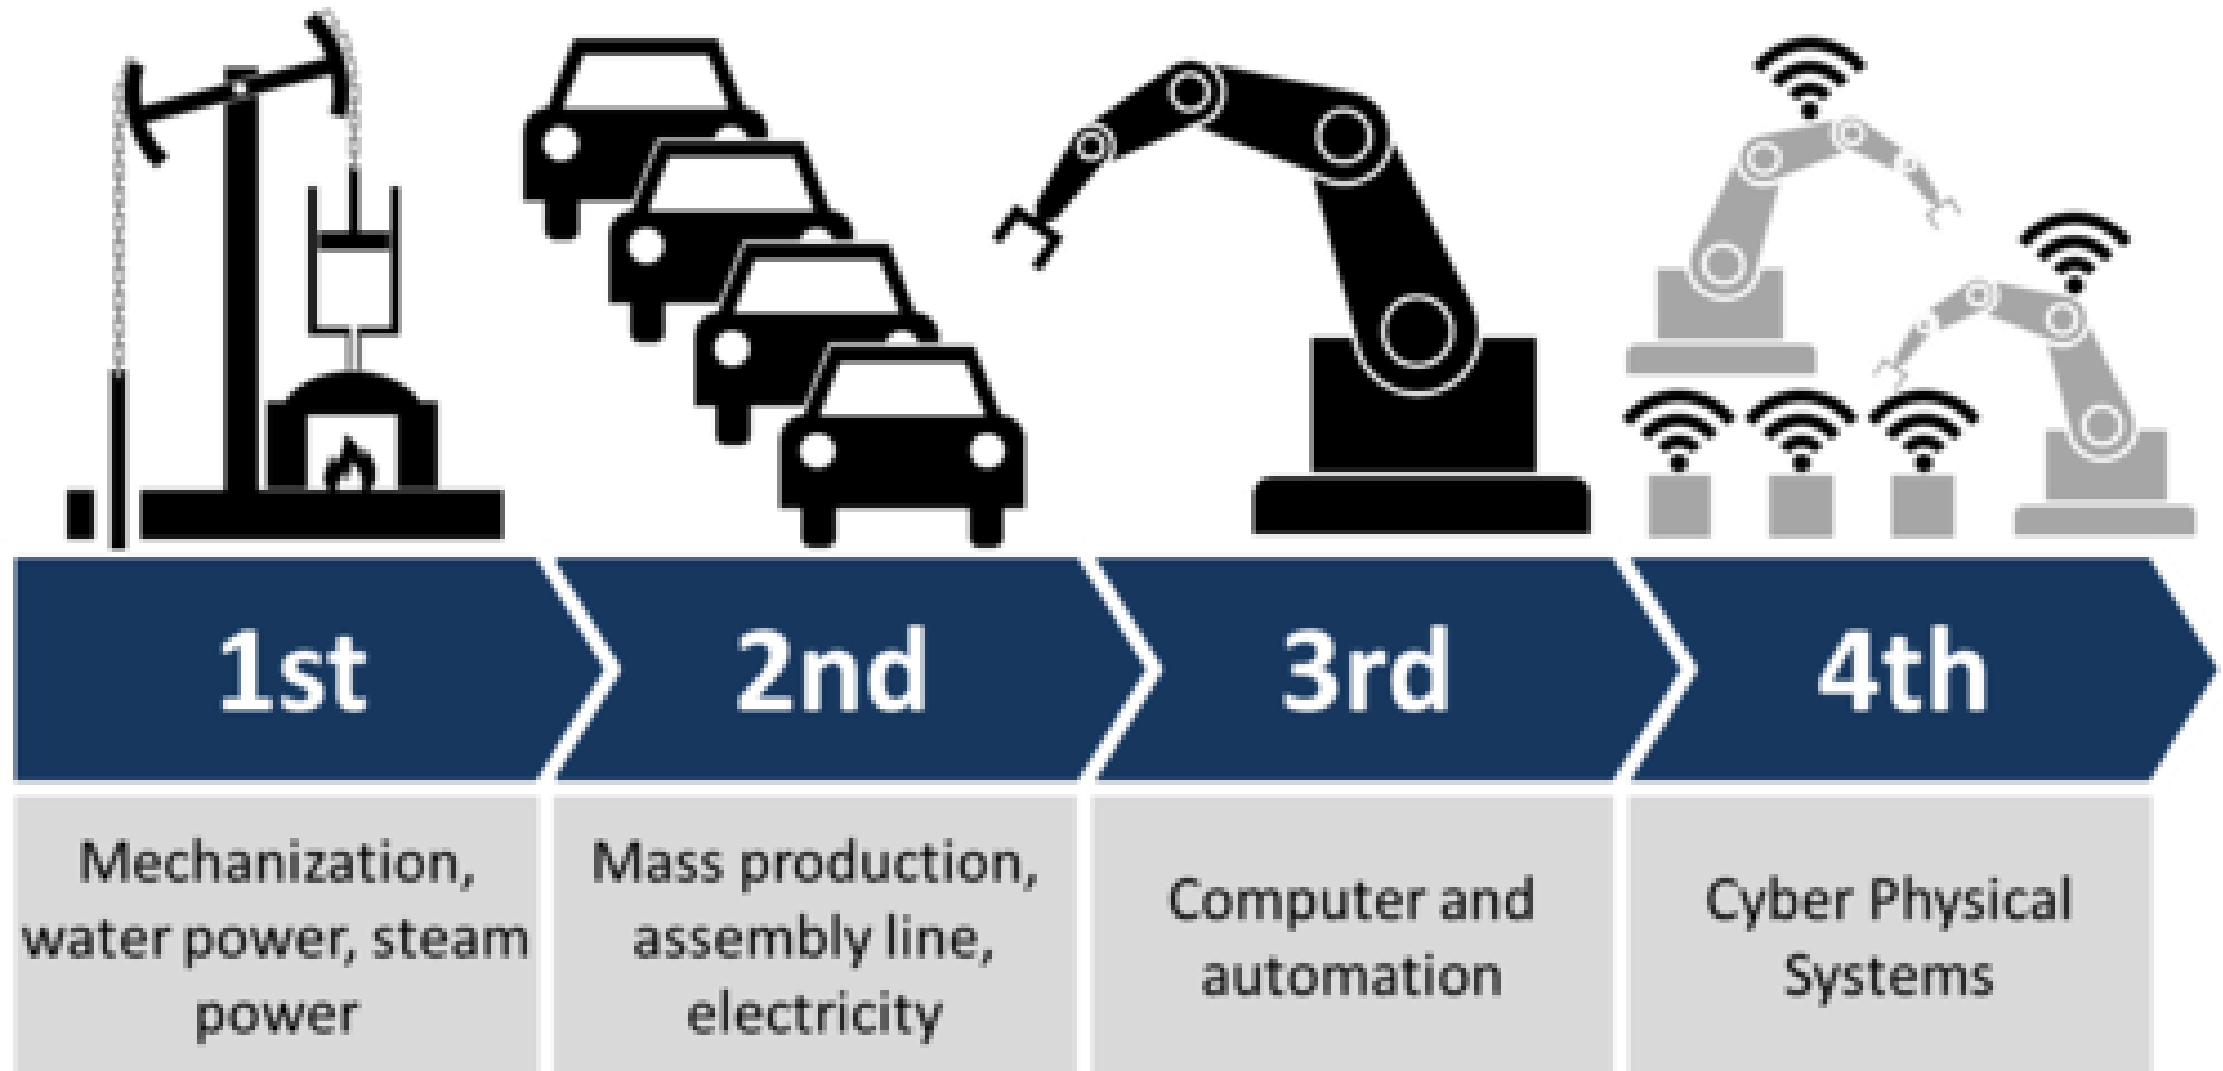 1st
2nd
3rd
4th
Mechanization,
water power, steam
power
Mass production,
assembly line,
electricity
Computer and
automation
Cyber Physical
Systems